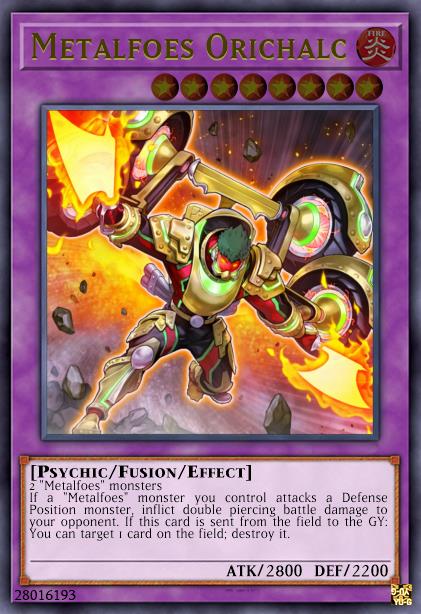 METALFOES ORICHALC
FIRE
炎
[PSYCHIC/FUSION/EFFECT]
2 "Metalfoes" monsters
If a "Metalfoes" monster you control attacks a Defense
Position monster, inflict double piercing battle damage to
your opponent. If this card is sent from the field to the GY:
You can target 1 card on the field; destroy it.
ATK/2800 DEF/2200
28016193